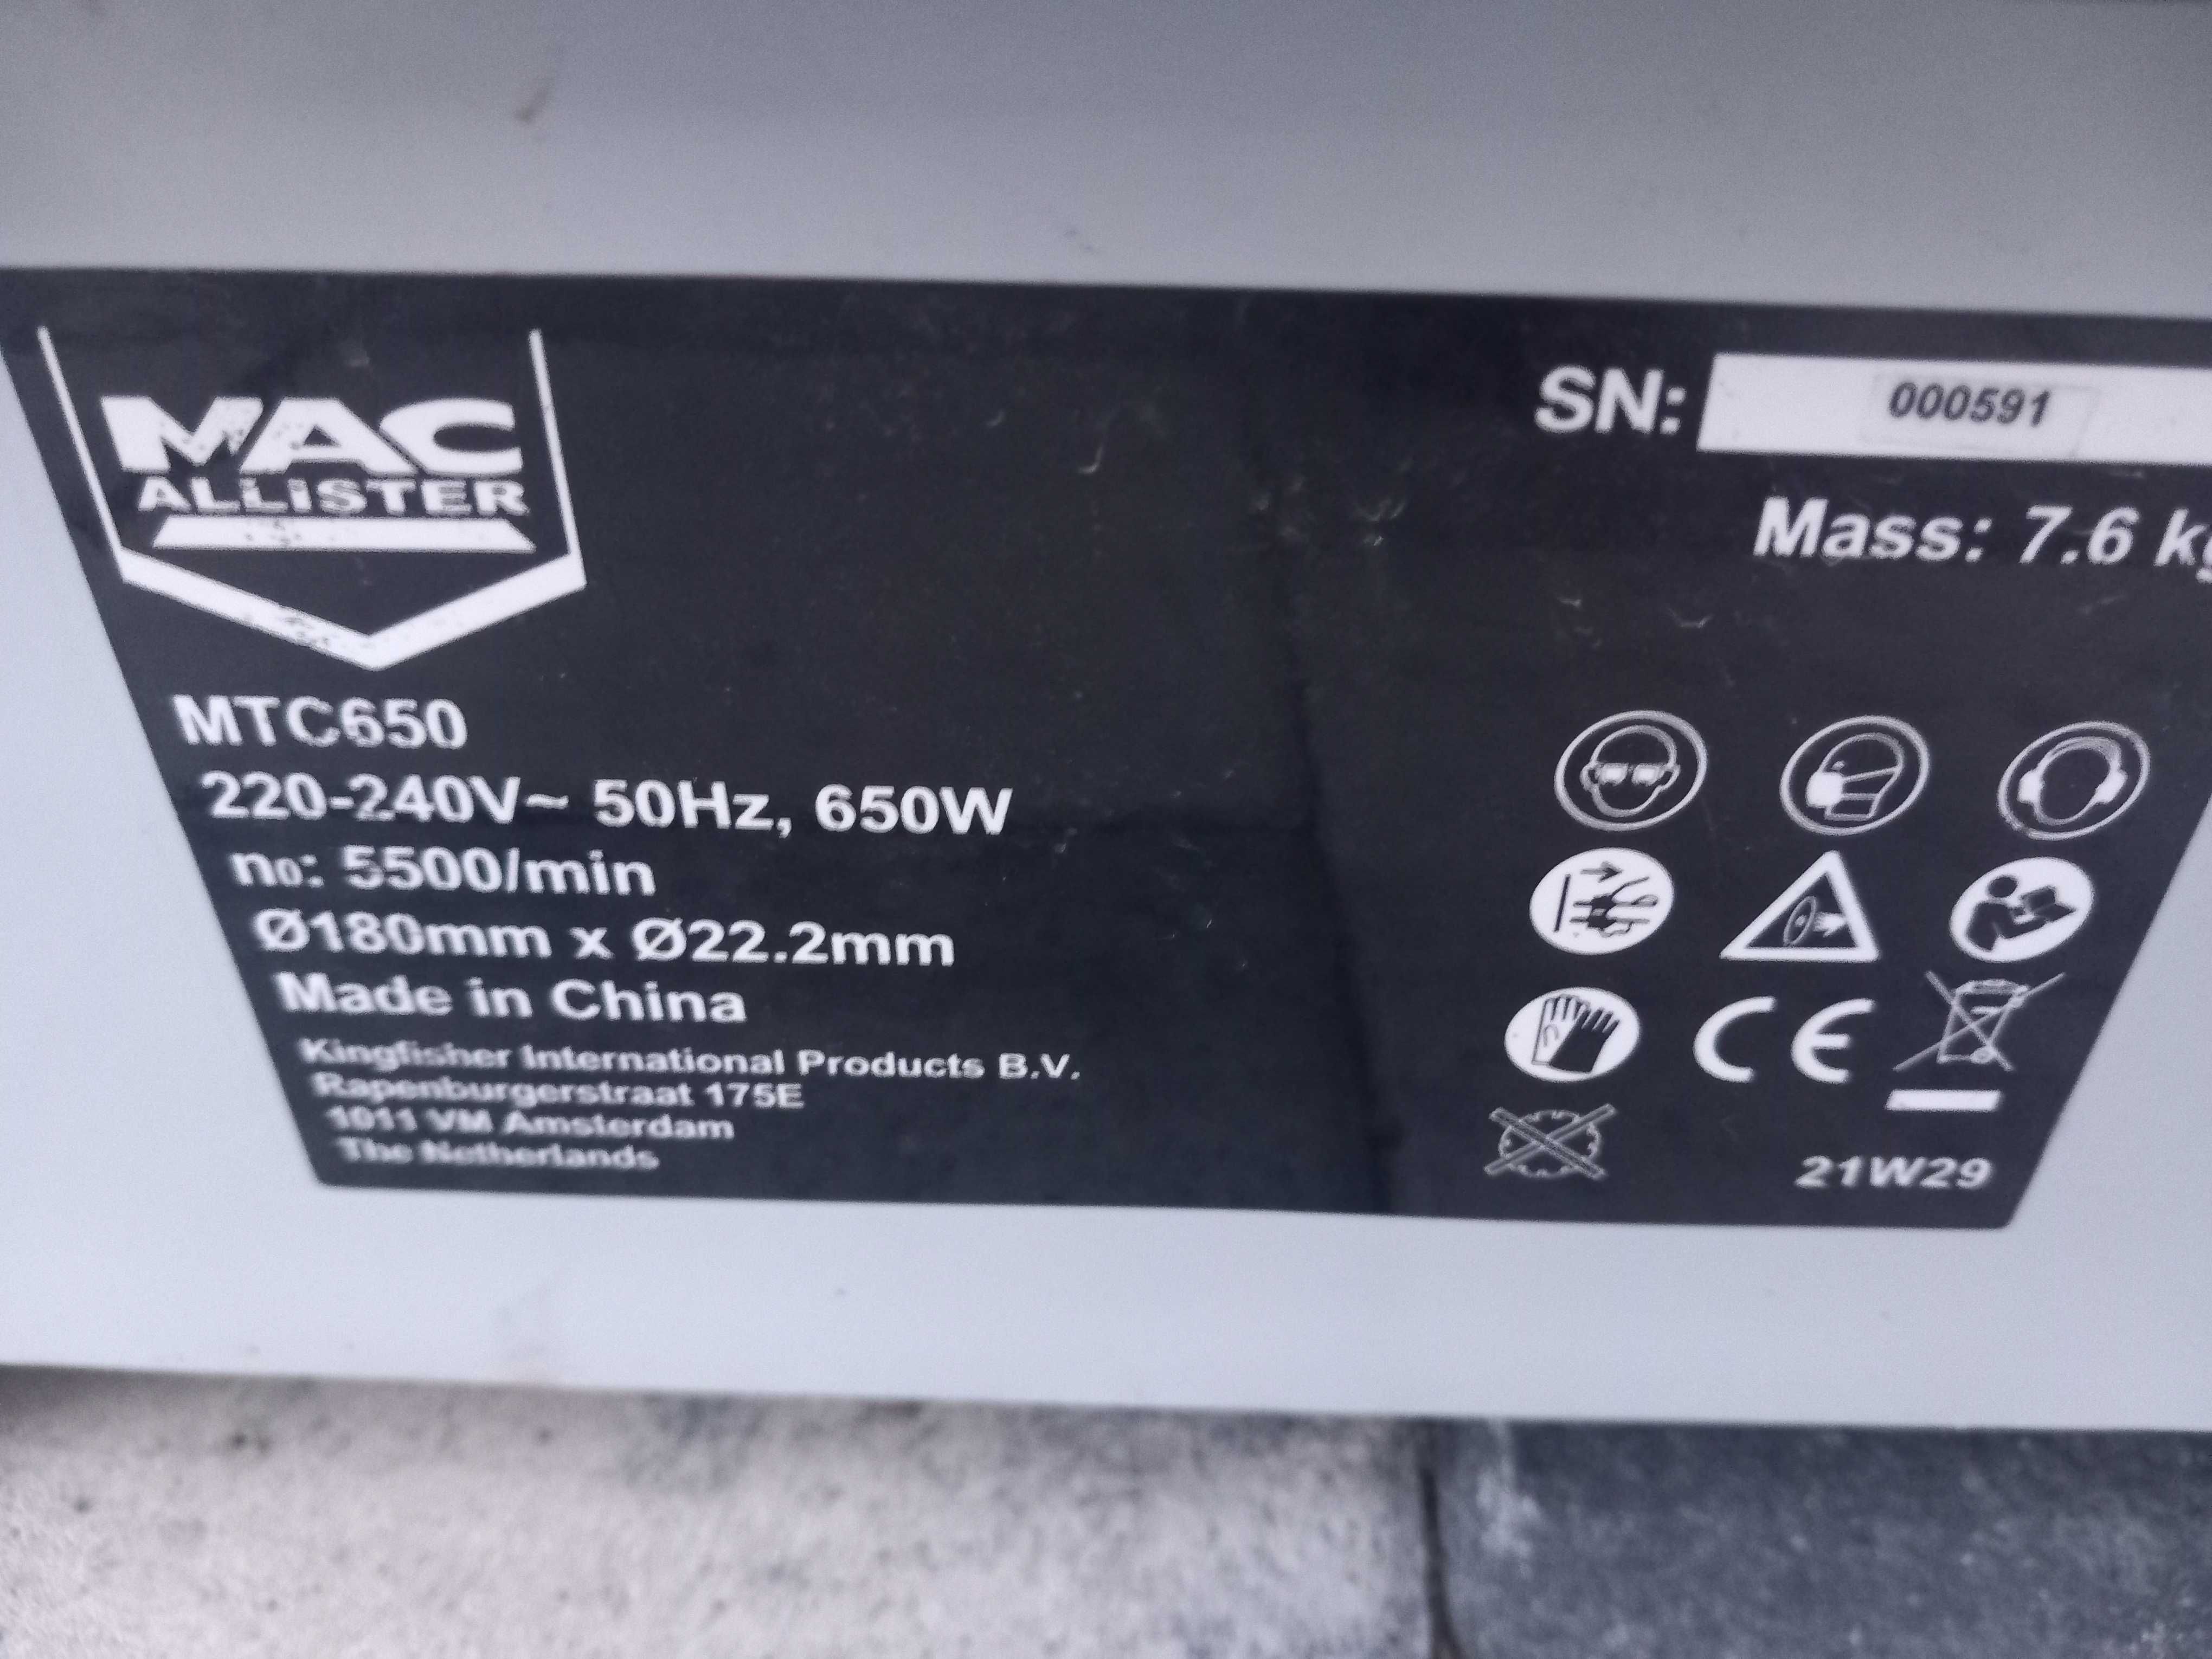 MAC
ALLISTER
MTC650
220-240V~ 50Hz, 650W
n0: 5500/min
Ø180mm x Ø22.2mm
Made in China
Kingfisher International Products B.V.
Rapenburgerstraat 175E
1011 VM Amsterdam
The Netherlands
SN: 000591
Mass: 7.6 kg
CE
21W29